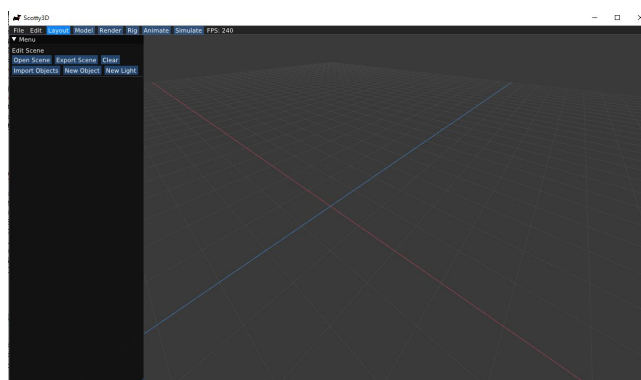 Scotty3D
File Edit Layout Model Render Rig Animate Simulate FPS: 240
Menu
Edit Scene
Open Scene Export Scene Clear
Import Objects New Object New Light